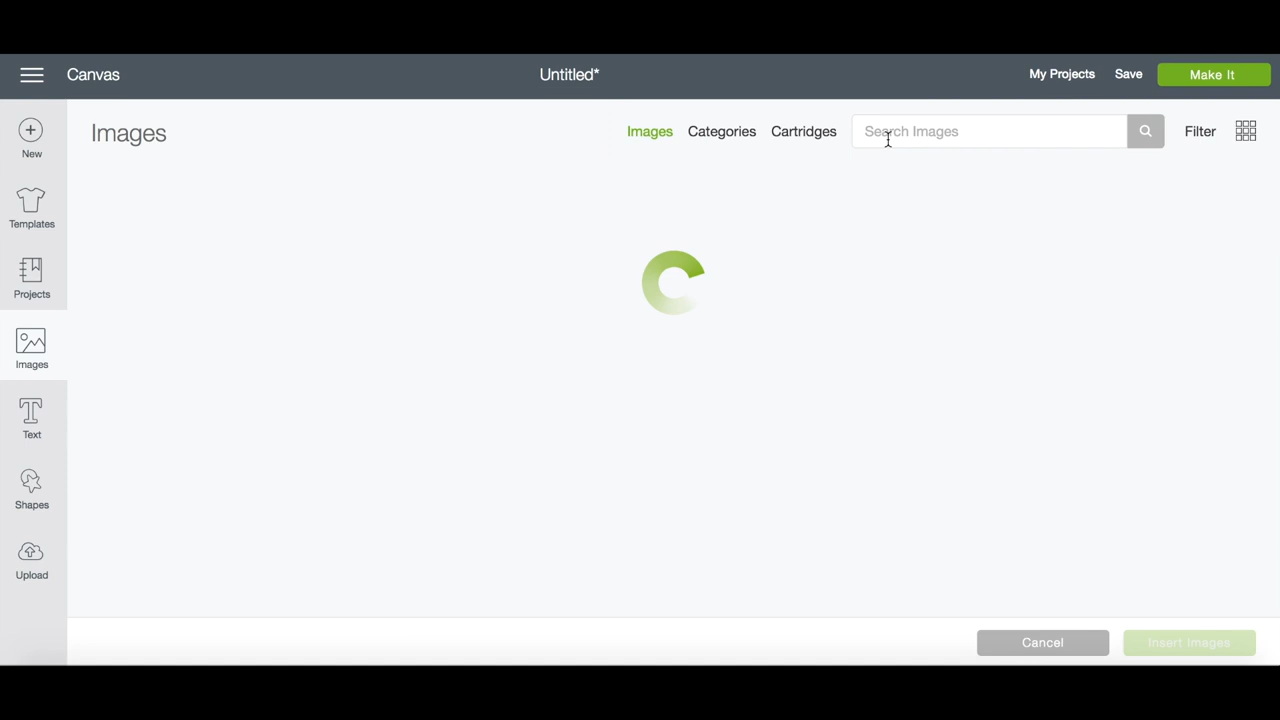 Canvas
Untitled*
My Projects
Save
Make It
New
Templates
Projects
Images
Text
Shapes
Upload
Images
Images
Categories
Cartridges
Search Images
Filter
Cancel
Insert Images